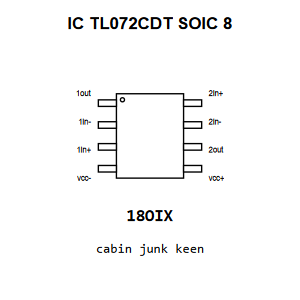 IC TL072CDT SOIC 8
1out 2in+
1in- 2in-
1in+ 2out
vcc- vcc+
180IX
cabin junk keen